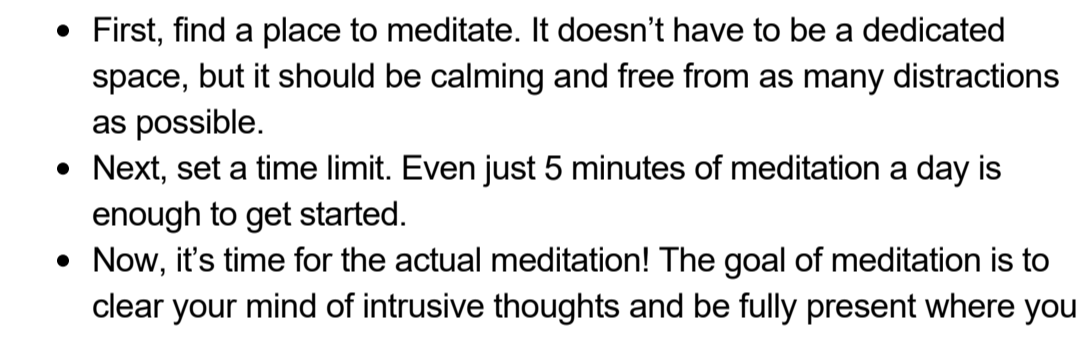 • First, find a place to meditate. It doesn’t have to be a dedicated
space, but it should be calming and free from as many distractions
as possible.
• Next, set a time limit. Even just 5 minutes of meditation a day is
enough to get started.
• Now, it’s time for the actual meditation! The goal of meditation is to
clear your mind of intrusive thoughts and be fully present where you